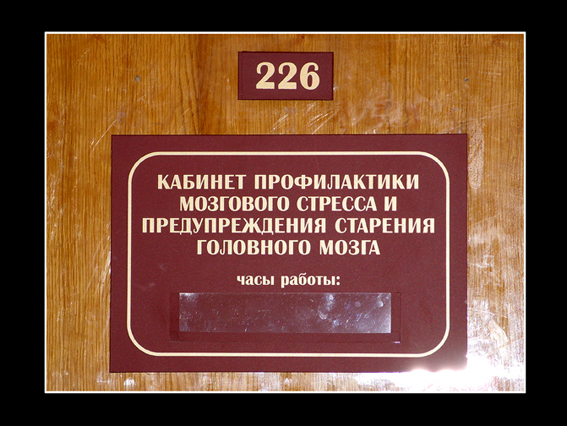 226
КАБИНЕТ ПРОФИЛАКТИКИ
МОЗГОВОГО СТРЕССА И
ПРЕДУПРЕЖДЕНИЯ СТАРЕНИЯ
ГОЛОВНОГО МОЗГА
часы работы: